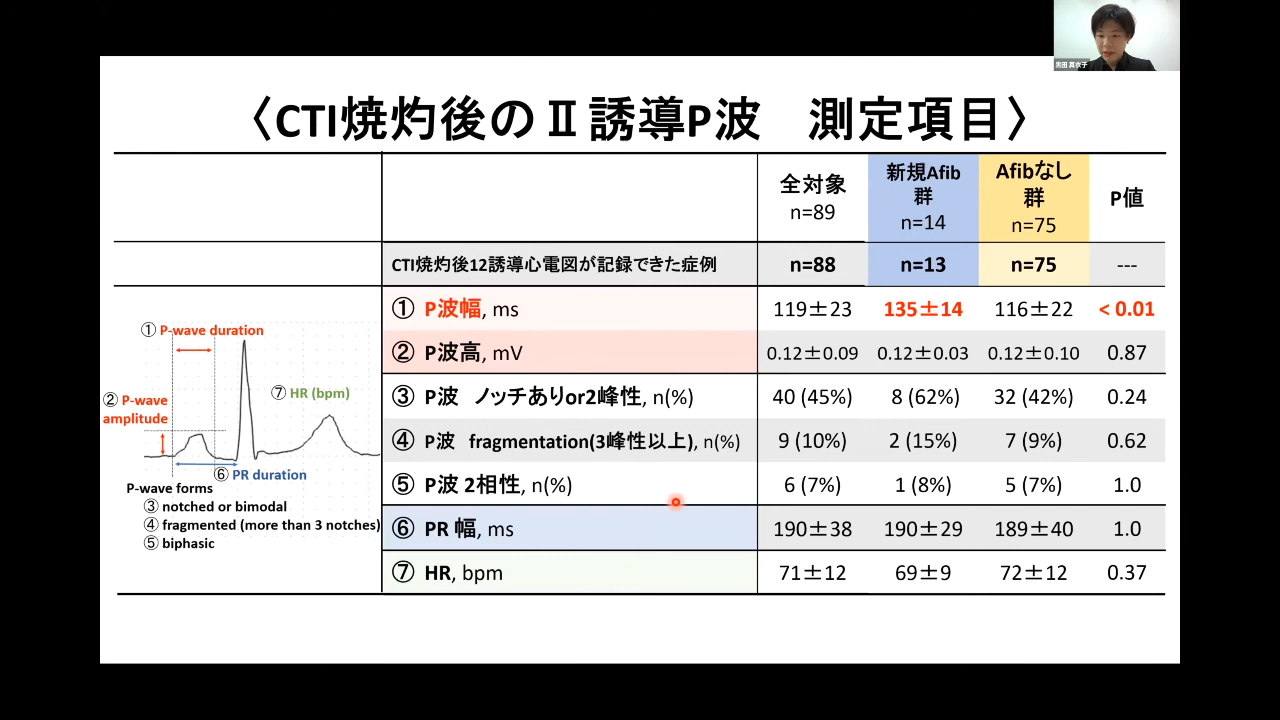 黒田 真衣子
〈CTI焼灼後のⅡ誘導P波　測定項目〉
全対象
n=89
新規Afib
群
n=14
Afibなし
群
n=75
P値
CTI焼灼後12誘導心電図が記録できた症例 n=88 n=13 n=75 ---
① P波幅, ms 119±23 135±14 116±22 < 0.01
② P波高, mV 0.12±0.09 0.12±0.03 0.12±0.10 0.87
③ P波 ノッチありor2峰性, n(%) 40 (45%) 8 (62%) 32 (42%) 0.24
④ P波 fragmentation(3峰性以上), n(%) 9 (10%) 2 (15%) 7 (9%) 0.62
⑤ P波 2相性, n(%) 6 (7%) 1 (8%) 5 (7%) 1.0
⑥ PR 幅, ms 190±38 190±29 189±40 1.0
⑦ HR, bpm 71±12 69±9 72±12 0.37
① P-wave duration
② P-wave
amplitude
⑦ HR (bpm)
⑥ PR duration
P-wave forms
③ notched or bimodal
④ fragmented (more than 3 notches)
⑤ biphasic